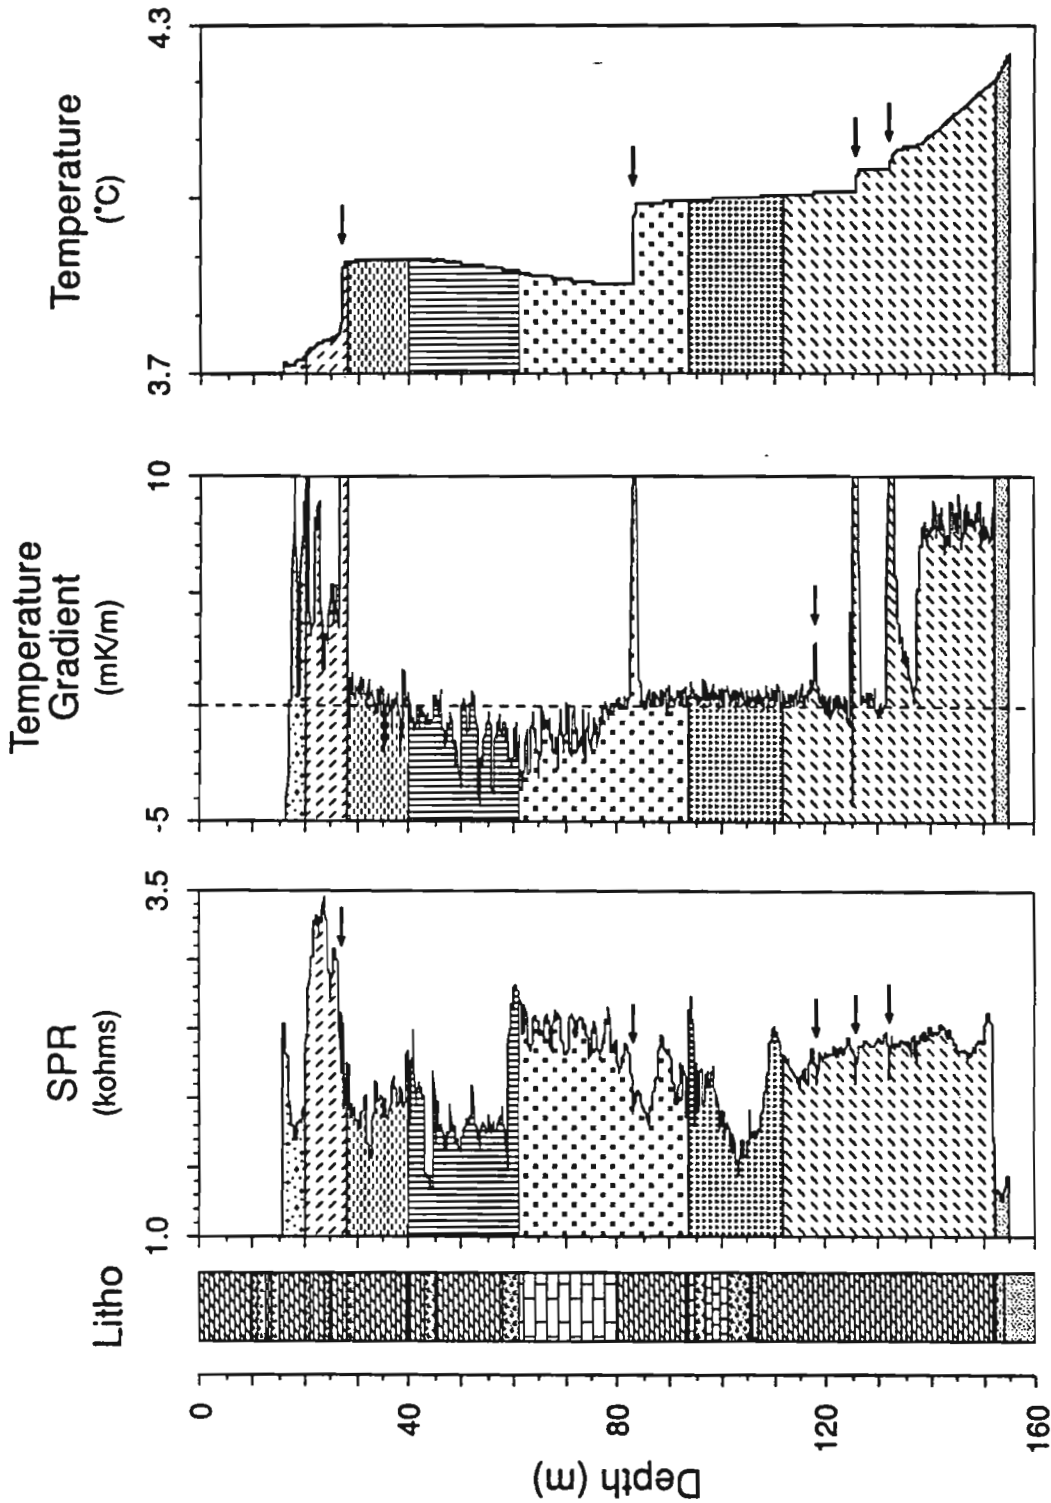 Temperature
(°C)
4.3
3.7
Temperature
Gradient
(mK/m)
10
-5
SPR
(kohms)
3.5
1.0
Litho
0
40
80
120
160
Depth (m)